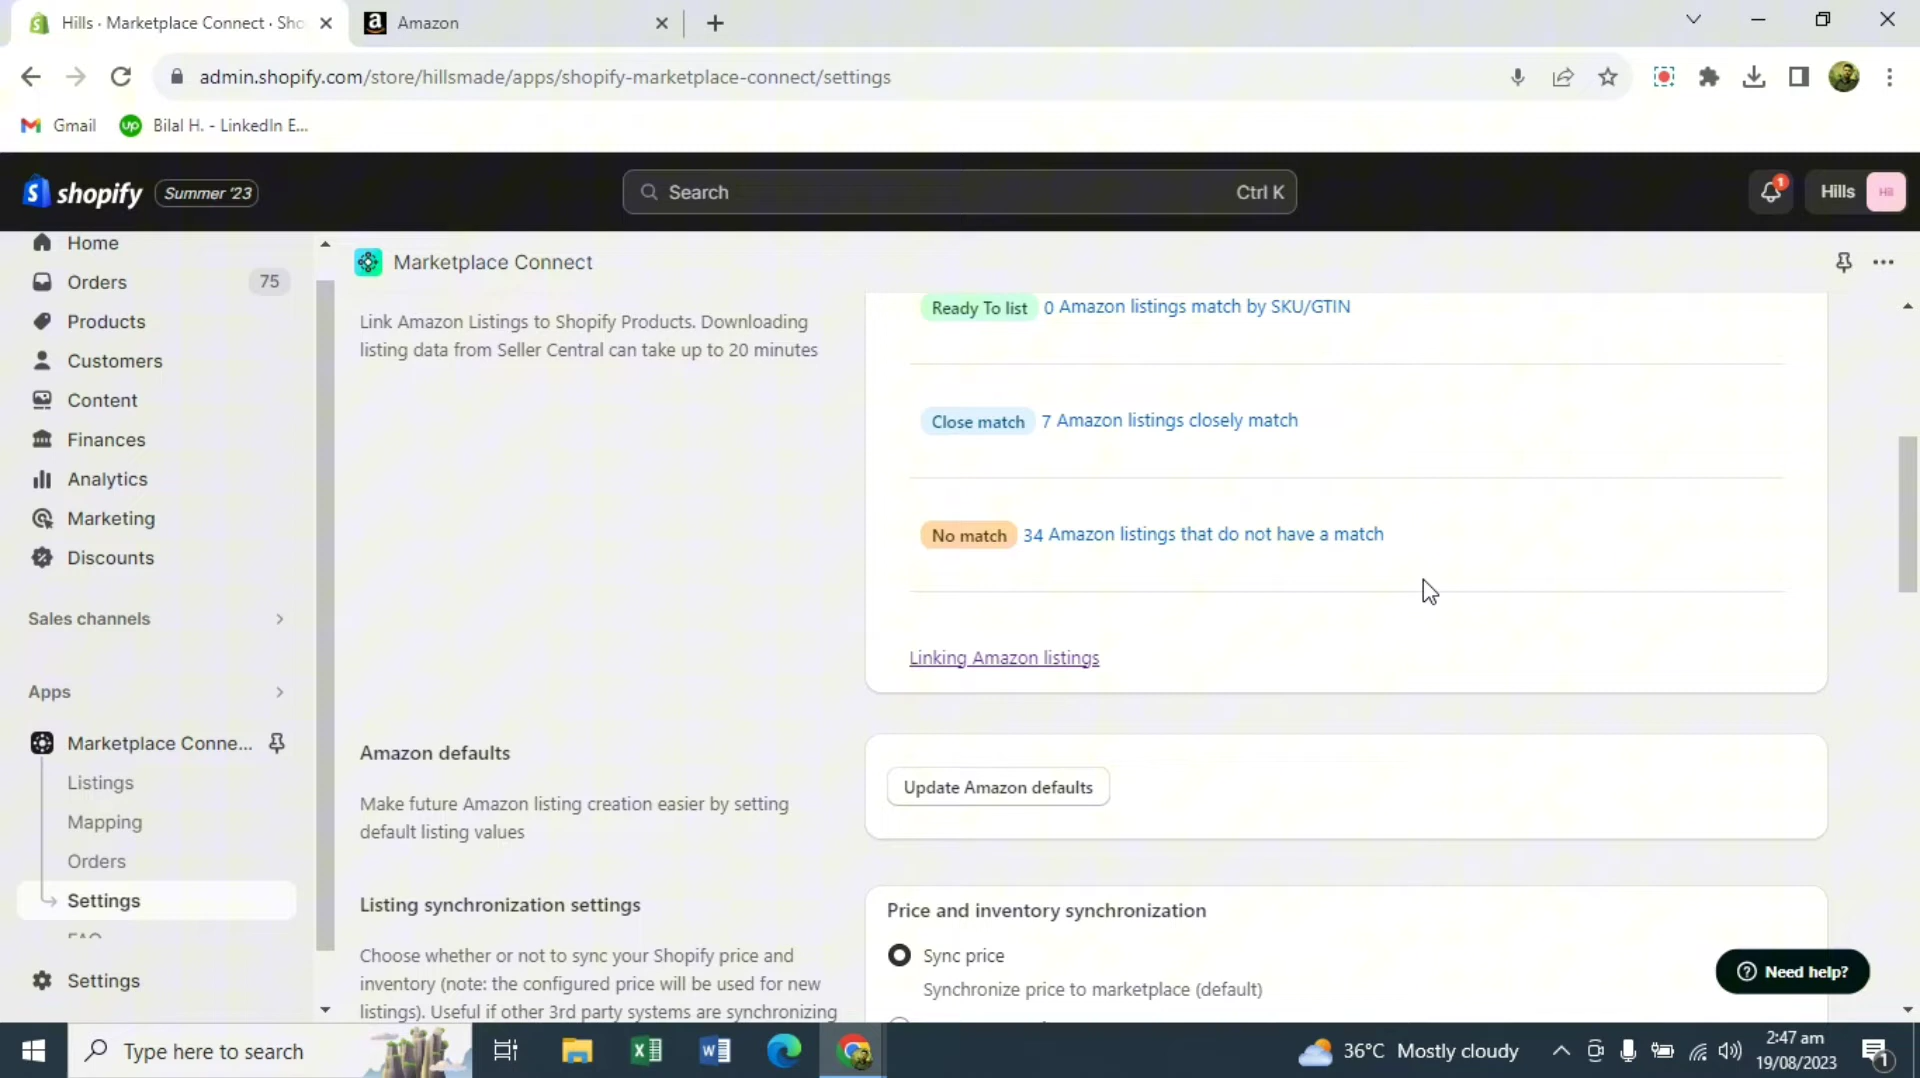 Hills · Marketplace Connect · Sho
Amazon
admin.shopify.com/store/hillsmade/apps/shopify-marketplace-connect/settings
Gmail
up
Bilal H. - LinkedIn E...
shopify
Summer '23
Search
Ctrl K
1
Hills
Home
Marketplace Connect
Orders
75
Ready To list
0 Amazon listings match by SKU/GTIN
Products
Link Amazon Listings to Shopify Products. Downloading
listing data from Seller Central can take up to 20 minutes
Customers
Content
Close match
7 Amazon listings closely match
Finances
Analytics
Marketing
No match
34 Amazon listings that do not have a match
Discounts
Sales channels
Linking Amazon listings
Apps
Marketplace Conne...
Amazon defaults
Listings
Update Amazon defaults
Make future Amazon listing creation easier by setting
default listing values
Mapping
Orders
Settings
Listing synchronization settings
Price and inventory synchronization
FAQ
Choose whether or not to sync your Shopify price and
inventory (note: the configured price will be used for new
listings). Useful if other 3rd party systems are synchronizing
Sync price
Synchronize price to marketplace (default)
Need help?
Settings
Type here to search
36°C Mostly cloudy
2:47 am
19/08/2023
1